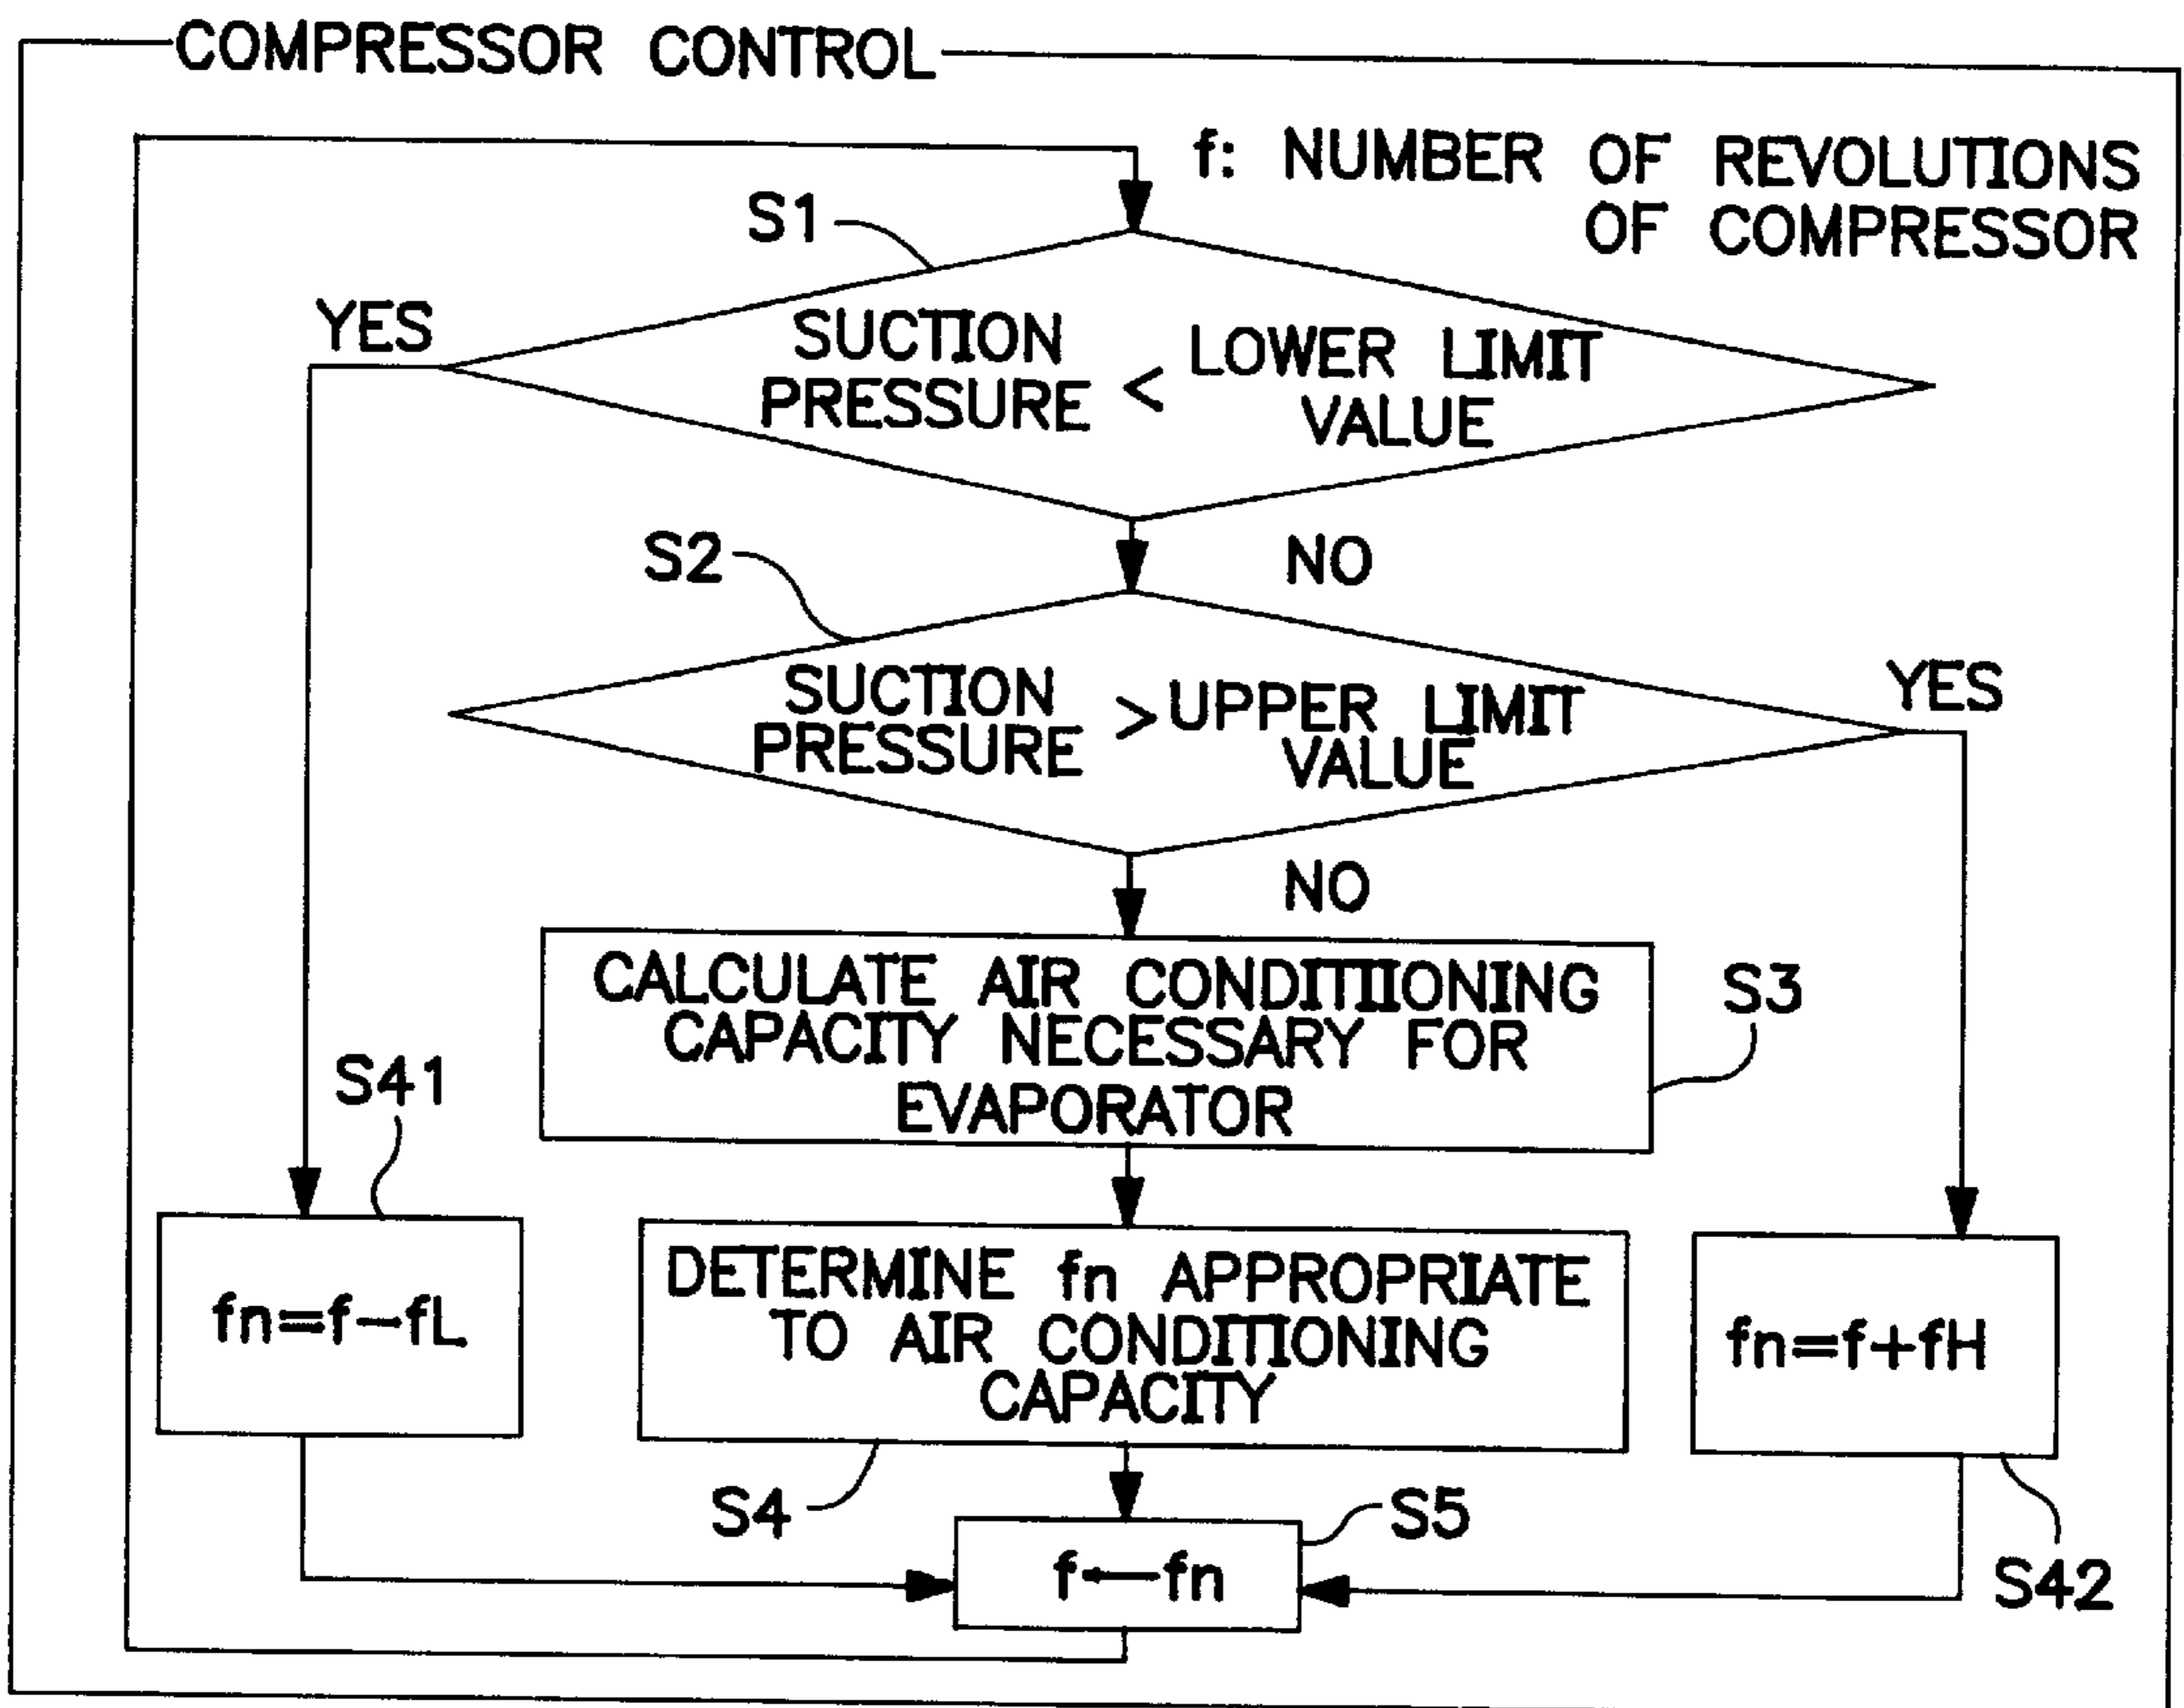 COMPRESSOR CONTROL
f: NUMBER OF REVOLUTIONS
OF COMPRESSOR
S1
YES
SUCTION
PRESSURE < LOWER LIMIT
VALUE
NO
S2
YES
SUCTION
PRESSURE > UPPER LIMIT
VALUE
NO
CALCULATE AIR CONDITIIONING
CAPACITY NECESSARY FOR
EVAPORATOR
S3
S41
fn=f-fL
DETERMINE fn APPROPRIATE
TO AIR CONDITIONING
CAPACITY
fn=f+fH
S4
S5
f←fn
S42